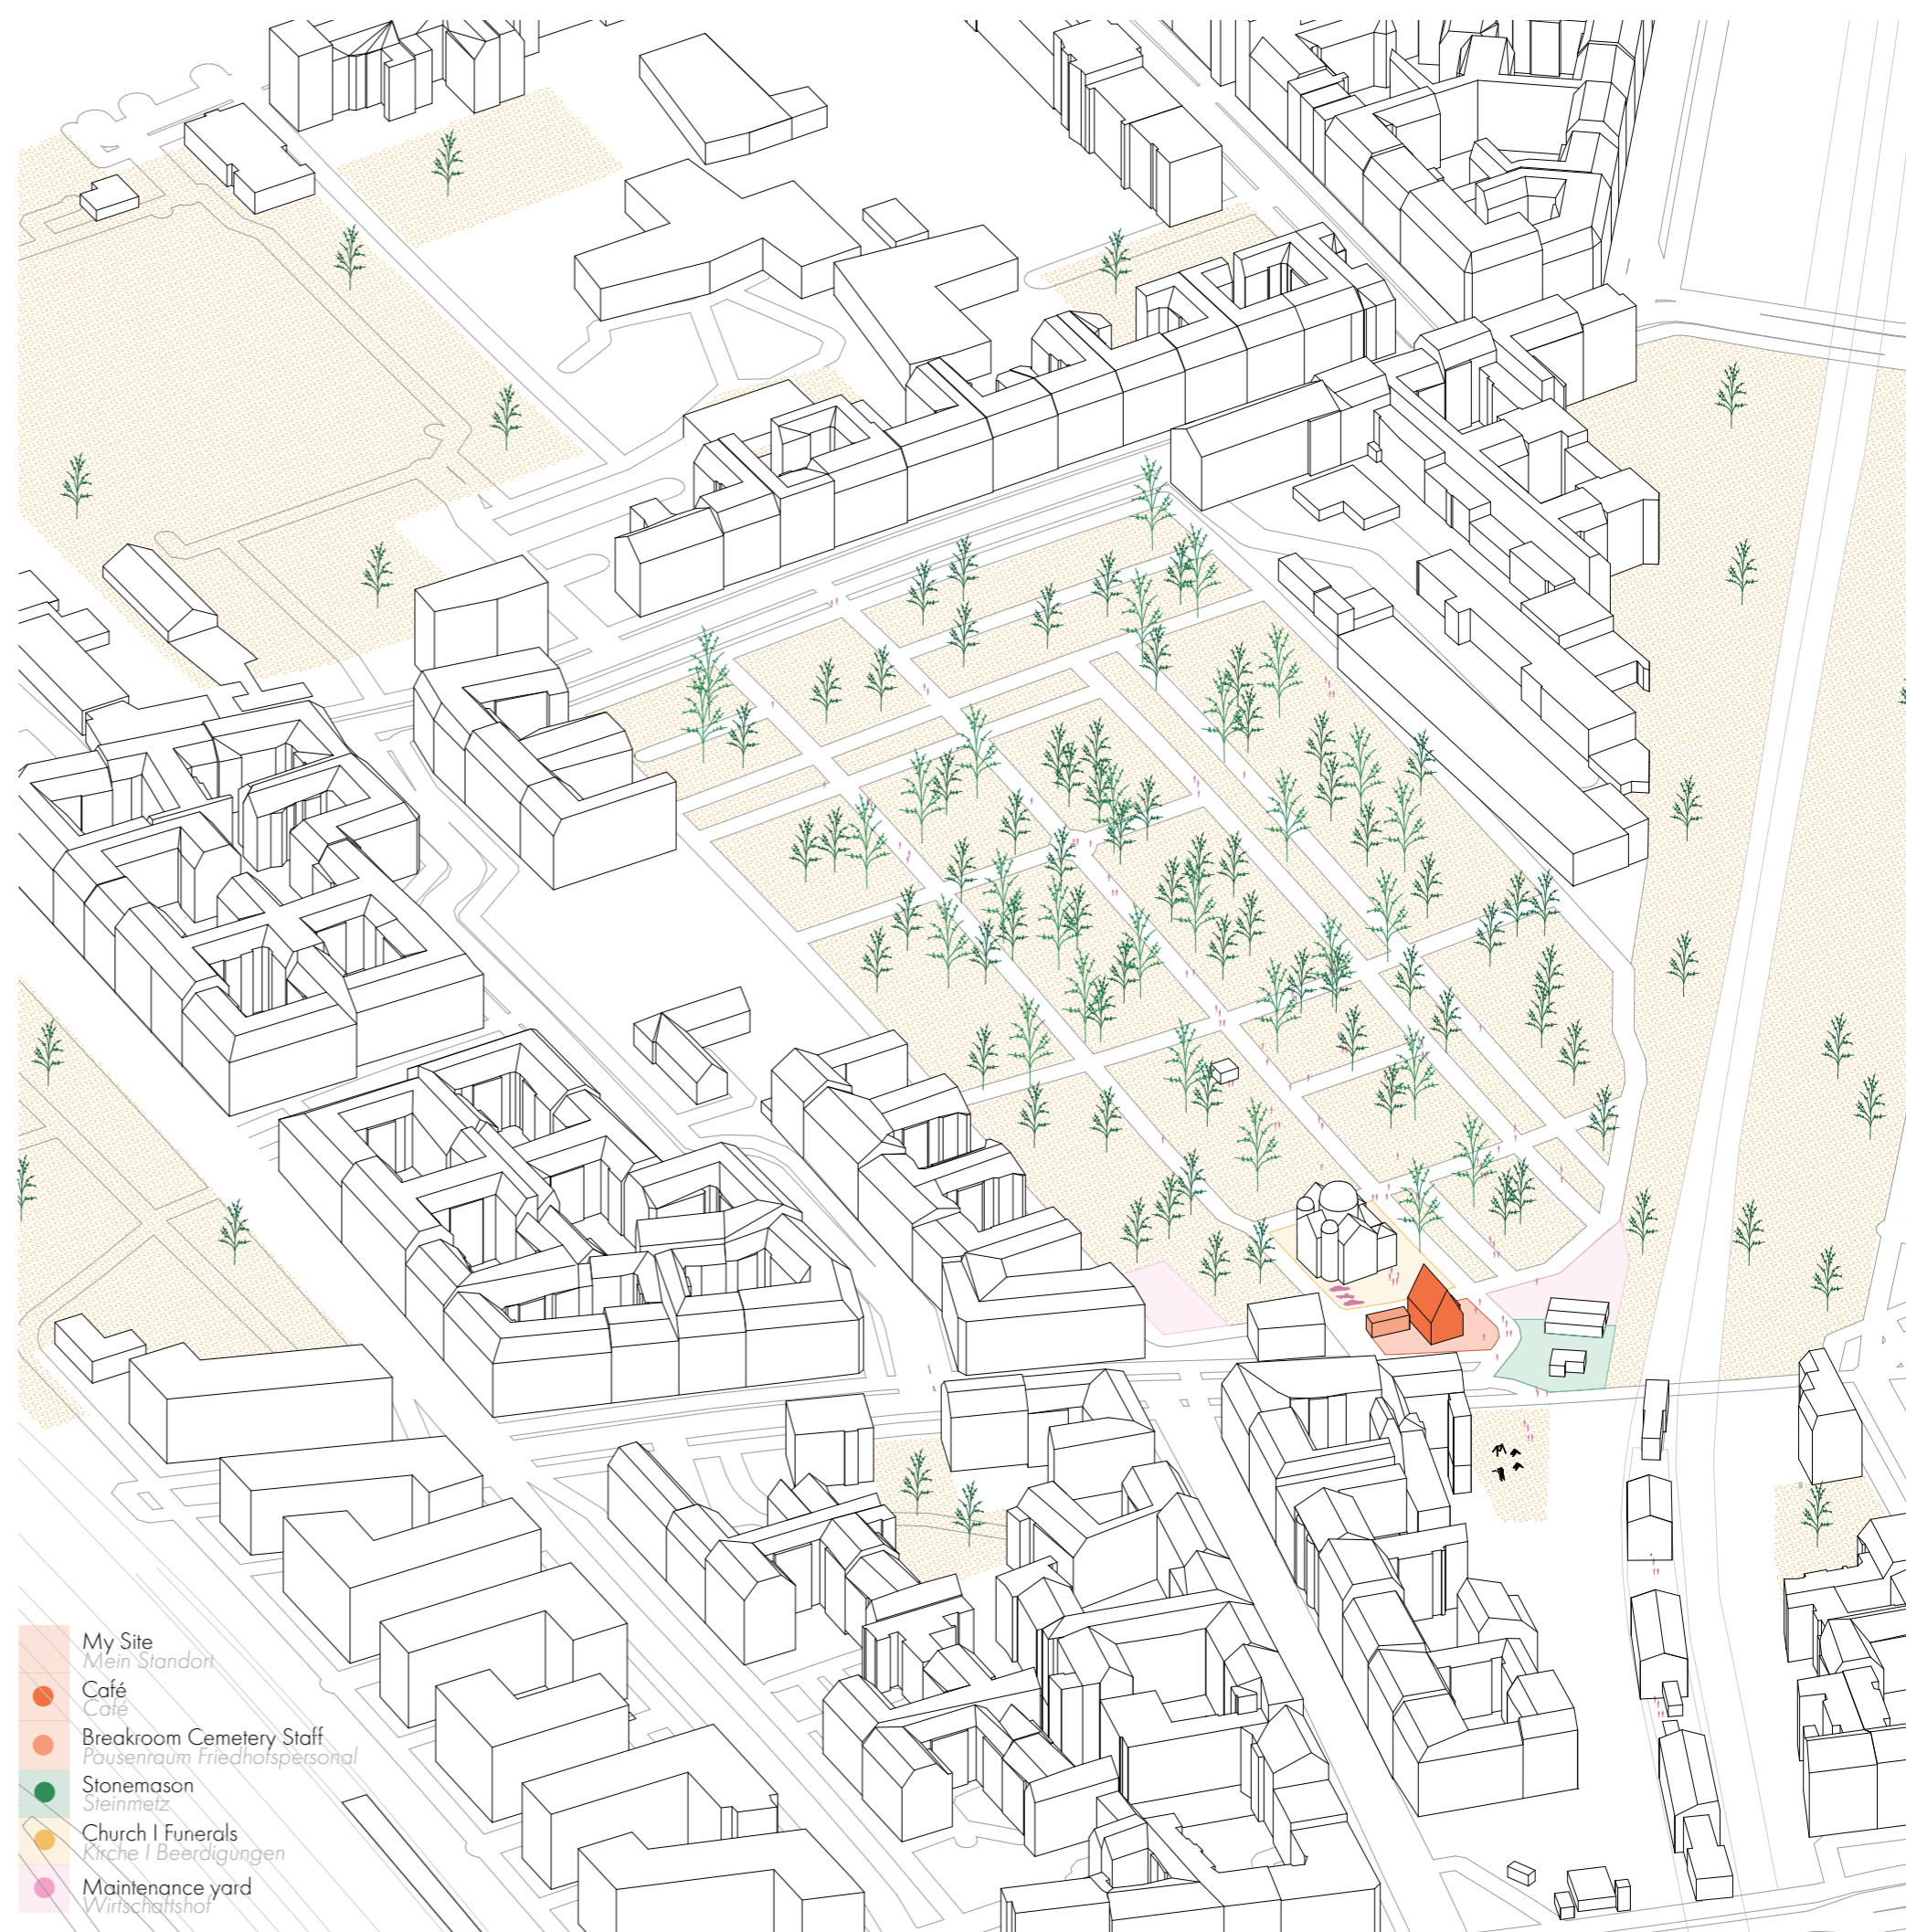 My Site
Mein Standort
Café
Café
Breakroom Cemetery Staff
Pausenraum Friedhofspersonal
Stonemason
Steinmetz
Church I Funerals
Kirche I Beerdigungen
Maintenance yard
Wirtschaftshof